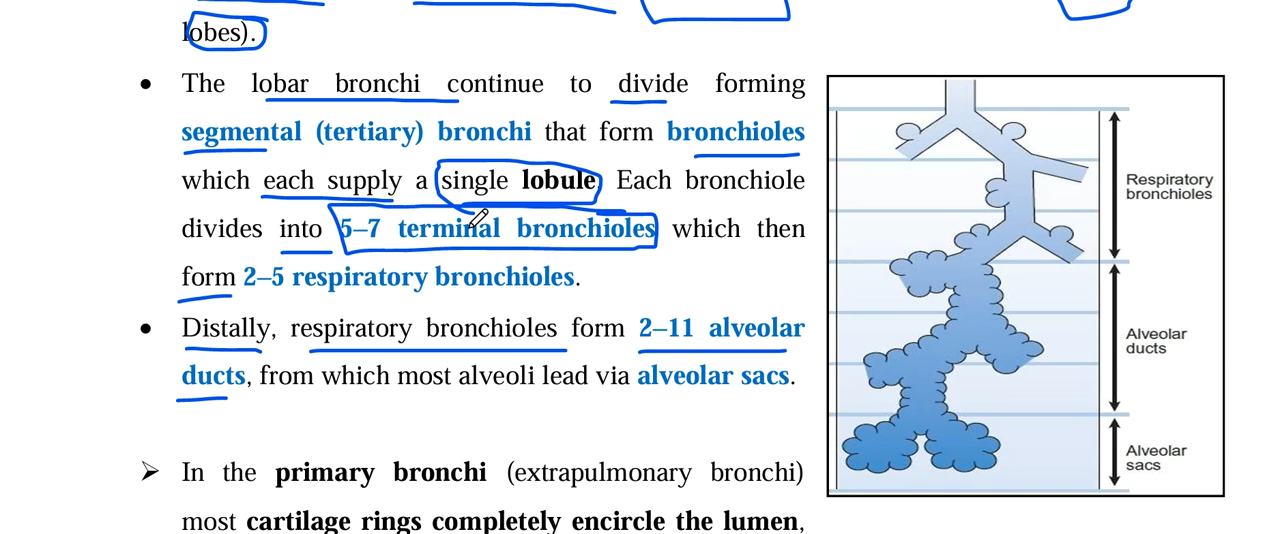 lobes).
• The lobar bronchi continue to divide forming
segmental (tertiary) bronchi that form bronchioles
which each supply a single lobule. Each bronchiole
divides into 5–7 terminal bronchioles which then
form 2–5 respiratory bronchioles.
• Distally, respiratory bronchioles form 2–11 alveolar
ducts, from which most alveoli lead via alveolar sacs.
➢ In the primary bronchi (extrapulmonary bronchi)
most cartilage rings completely encircle the lumen,
Respiratory
bronchioles
Alveolar
ducts
Alveolar
sacs